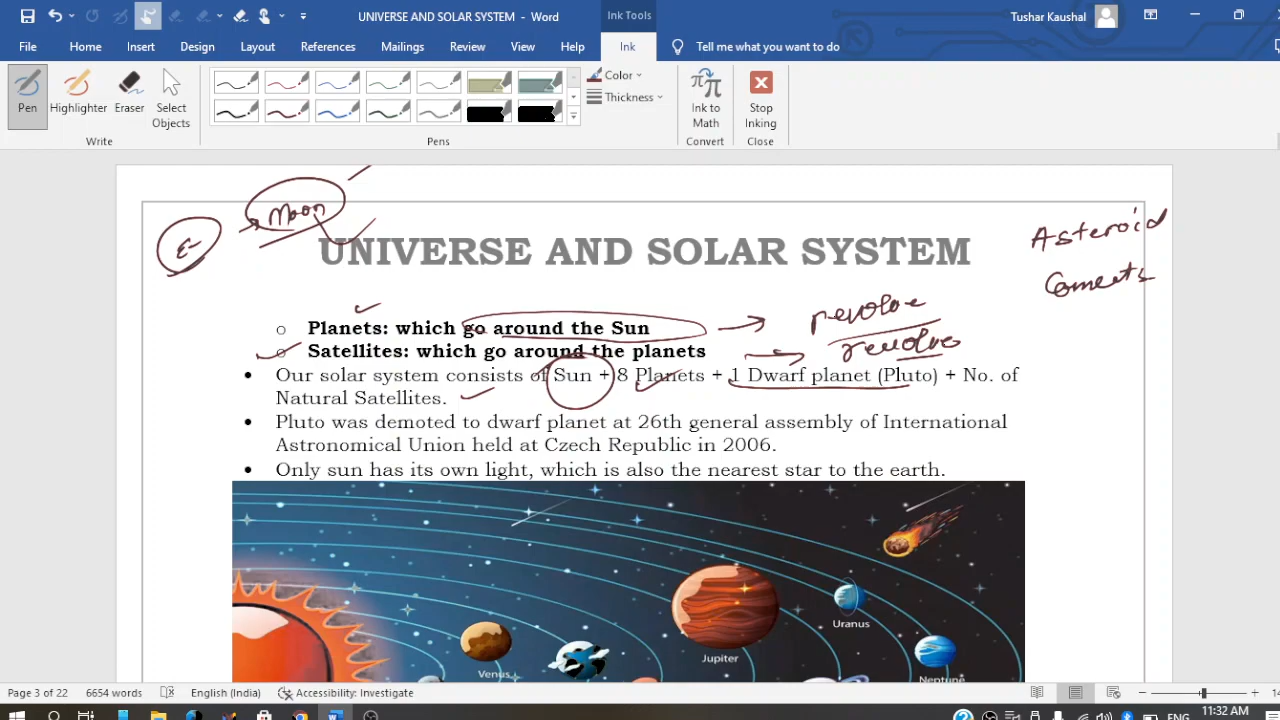 UNIVERSE AND SOLAR SYSTEM - Word
Ink Tools
Tushar Kaushal
File Home Insert Design Layout References Mailings Review View Help Ink Tell me what you want to do
Pen Highlighter Eraser Select Objects
Color
Thickness
Ink to Math
Stop Inking
Write Pens Convert Close
Moon
E
Asteroid
Comeets
UNIVERSE AND SOLAR SYSTEM
revolve
o Planets: which go around the Sun
revolve
o Satellites: which go around the planets
• Our solar system consists of Sun + 8 Planets + 1 Dwarf planet (Pluto) + No. of
Natural Satellites.
• Pluto was demoted to dwarf planet at 26th general assembly of International
Astronomical Union held at Czech Republic in 2006.
• Only sun has its own light, which is also the nearest star to the earth.
Uranus
Jupiter
Venus
Neptune
Page 3 of 22 6654 words English (India) Accessibility: Investigate
11:32 AM
ENG